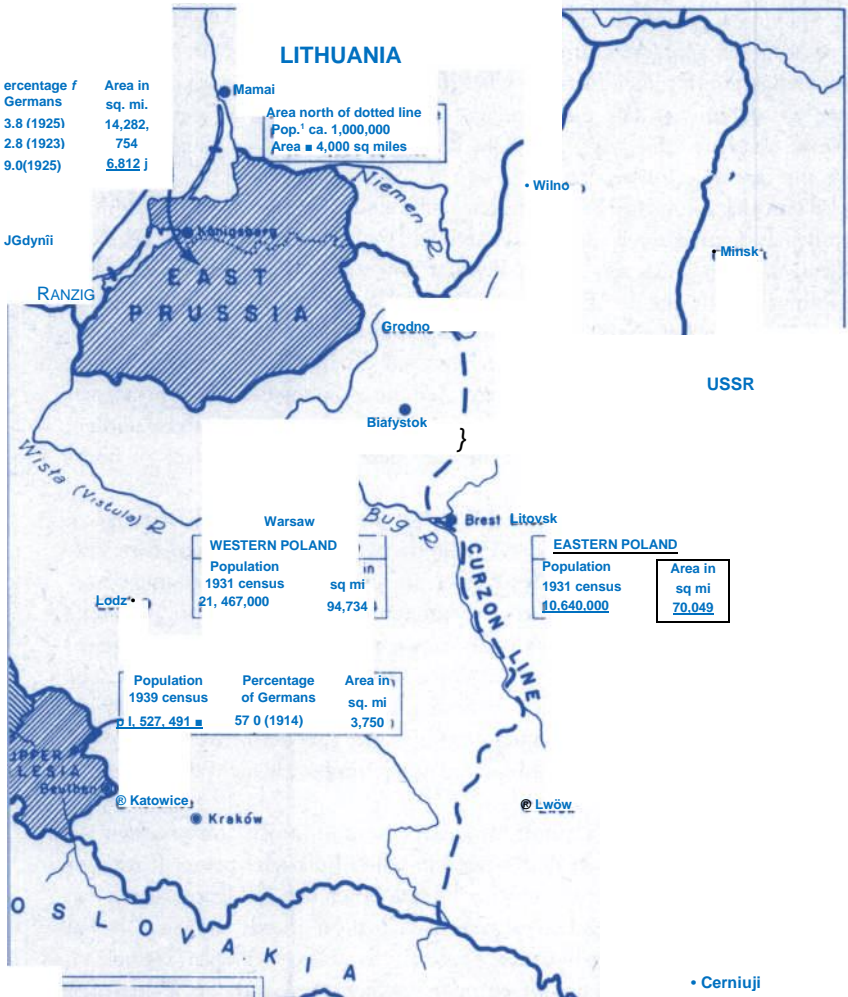 LITHUANIA
ercentage f
Germans
Area in
sq. mi.
3.8 (1925) 14,282,
2.8 (1923) 754
9.0(1925) 6,812 j
Mamai
Area north of dotted line
Pop.¹ ca. 1,000,000
Area ■ 4,000 sq miles
Niemen R.
• Wilno
JGdynîi
Königsberg
• Minsk
RANZIG
EAST
PRUSSIA
Grodno
USSR
Biafystok
}
Wisła (Vistula) R
Bug R
Warsaw
Brest Litovsk
WESTERN POLAND
Population
1931 census
in
sq mi
21, 467,000 94,734
EASTERN POLAND
Population
1931 census
10,640.000
Area in
sq mi
70,049
CURZON LINE
Lodz •
Population
1939 census
Percentage
of Germans
Area in
sq. mi
p l, 527, 491 ■ 57 0 (1914) 3,750
UPPER
LESIA
Beuthen
® Katowice
Kraków
® Lwöw
OSLOVAKIA
• Cerniuji